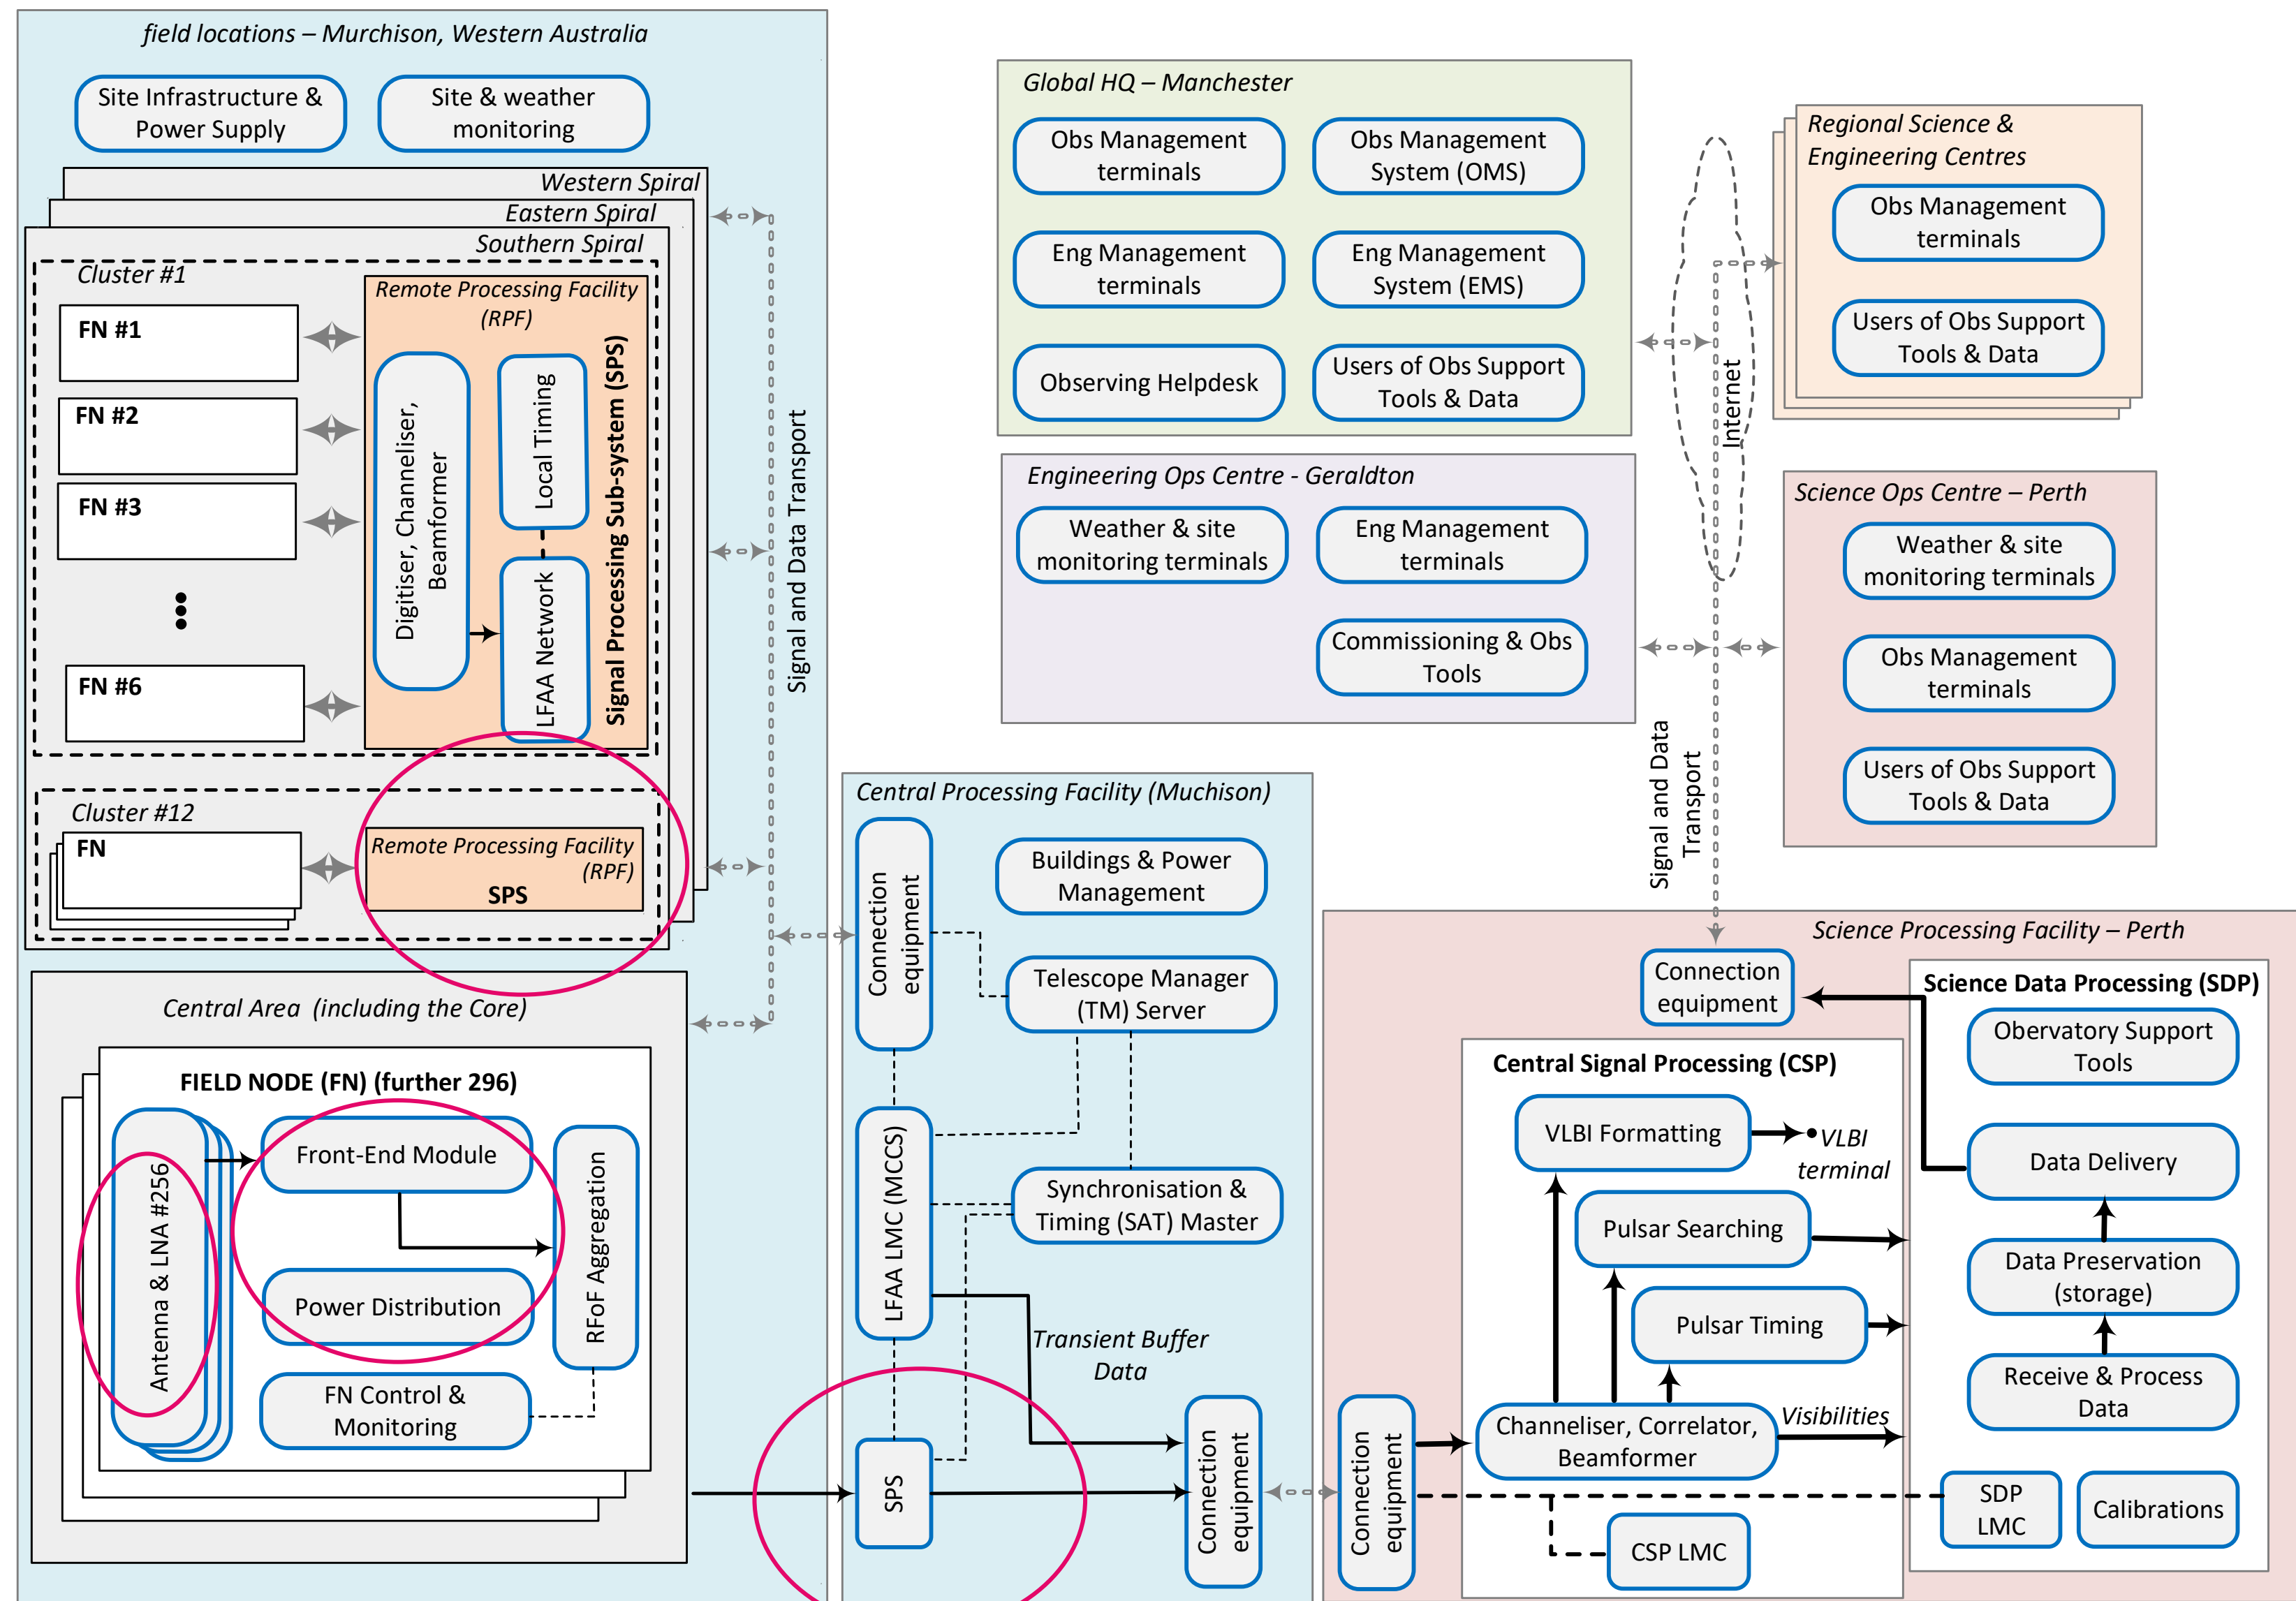 field locations – Murchison, Western Australia
Site Infrastructure &
Power Supply
Site & weather
monitoring
Western Spiral
Eastern Spiral
Southern Spiral
Cluster #1
FN #1
FN #2
FN #3
FN #6
Remote Processing Facility
(RPF)
Digitiser, Channeliser,
Beamformer
Local Timing
LFAA Network
Signal Processing Sub-system (SPS)
Cluster #12
FN
Remote Processing Facility
(RPF)
SPS
Signal and Data Transport
Central Area  (including the Core)
FIELD NODE (FN) (further 296)
Antenna & LNA #256
Front-End Module
Power Distribution
FN Control &
Monitoring
RFoF Aggregation
Central Processing Facility (Muchison)
Connection
equipment
Buildings & Power
Management
Telescope Manager
(TM) Server
LFAA LMC (MCCS)
Synchronisation &
Timing (SAT) Master
Transient Buffer
Data
SPS
Connection
equipment
Global HQ – Manchester
Obs Management
terminals
Obs Management
System (OMS)
Eng Management
terminals
Eng Management
System (EMS)
Observing Helpdesk
Users of Obs Support
Tools & Data
Engineering Ops Centre - Geraldton
Weather & site
monitoring terminals
Eng Management
terminals
Commissioning & Obs
Tools
Internet
Signal and Data
Transport
Regional Science &
Engineering Centres
Obs Management
terminals
Users of Obs Support
Tools & Data
Science Ops Centre – Perth
Weather & site
monitoring terminals
Obs Management
terminals
Users of Obs Support
Tools & Data
Science Processing Facility – Perth
Connection
equipment
Connection
equipment
Central Signal Processing (CSP)
VLBI Formatting
VLBI
terminal
Pulsar Searching
Pulsar Timing
Channeliser, Correlator,
Beamformer
Visibilities
CSP LMC
Science Data Processing (SDP)
Obervatory Support
Tools
Data Delivery
Data Preservation
(storage)
Receive & Process
Data
SDP
LMC
Calibrations